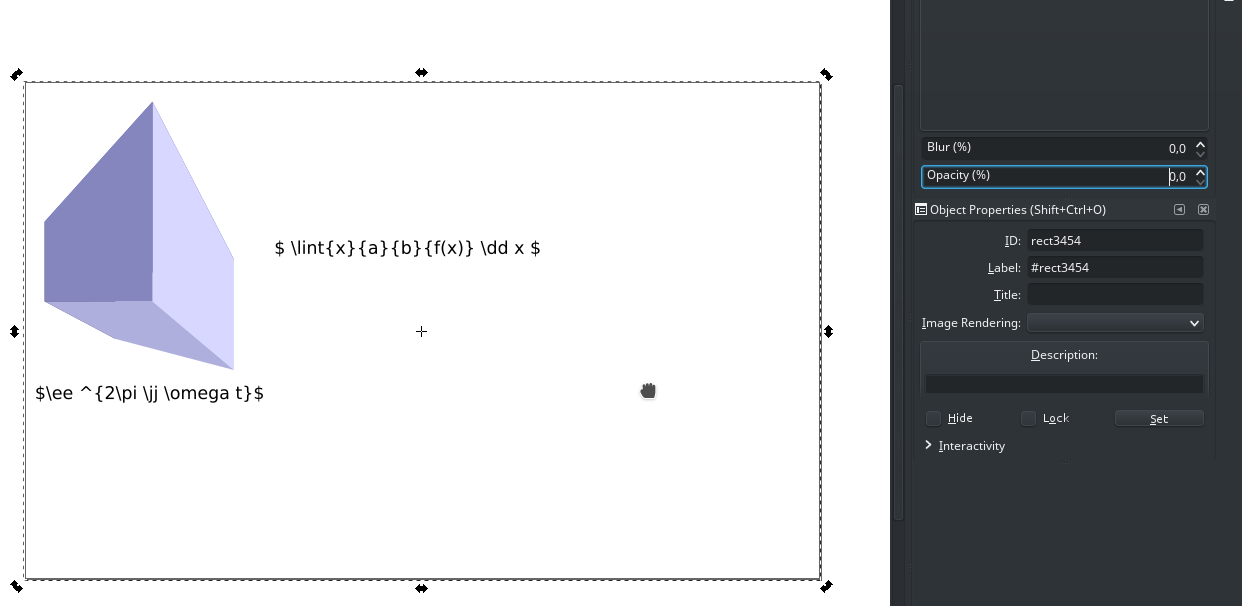 $ \lint{x}{a}{b}{f(x)} \dd x $
$\ee ^{2\pi \jj \omega t}$
Blur (%) 0,0
Opacity (%) 0,0
Object Properties (Shift+Ctrl+O)
ID: rect3454
Label: #rect3454
Title:
Image Rendering:
Description:
Hide Lock Set
Interactivity